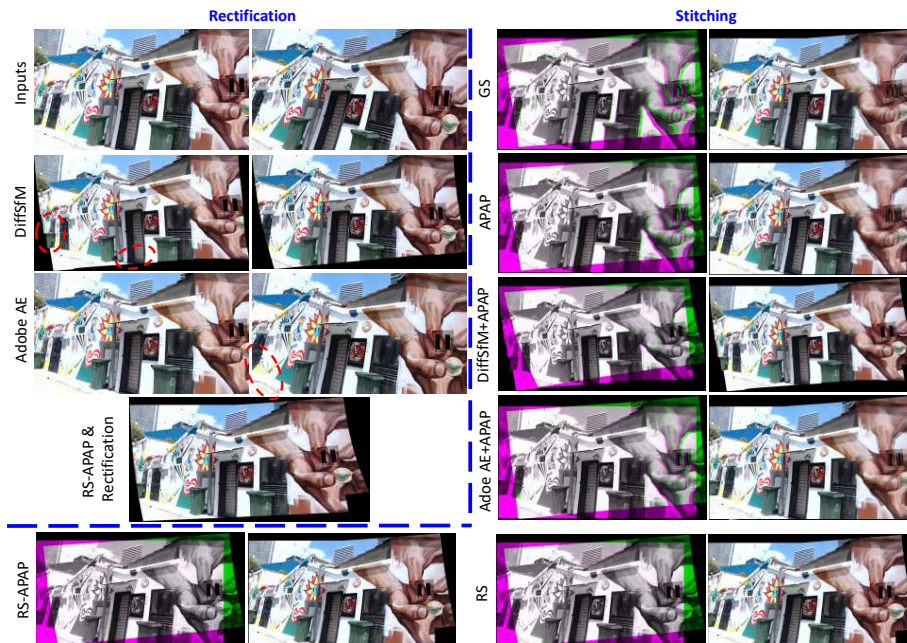 Rectification
Stitching
Inputs
GS
DiffSfM
APAP
Adobe AE
DiffSfM+APAP
RS-APAP &
Rectification
Adoe AE+APAP
RS-APAP
RS